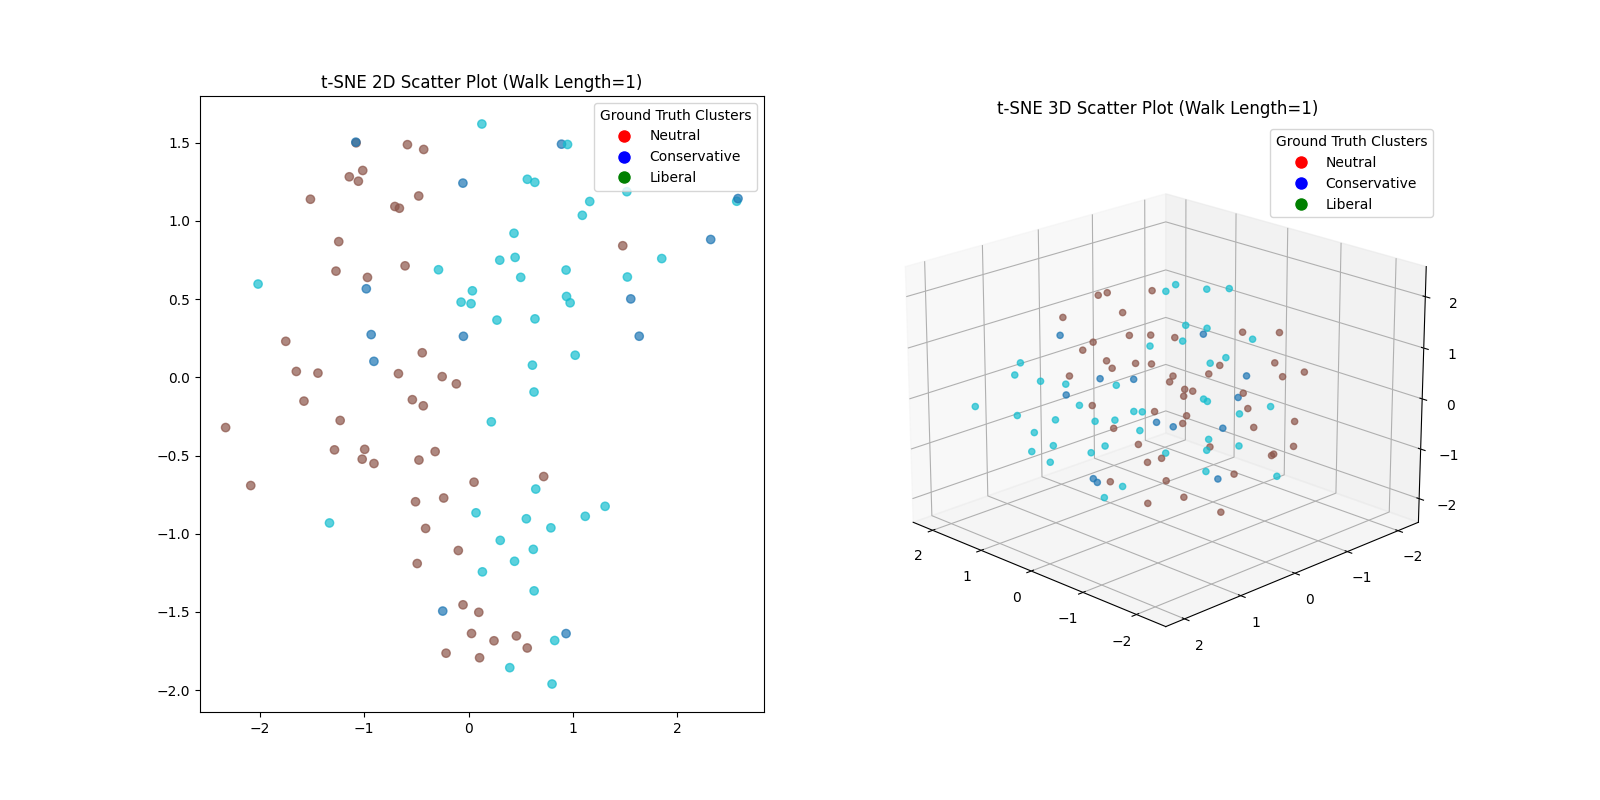 t-SNE 2D Scatter Plot (Walk Length=1)
Ground Truth Clusters
Neutral
Conservative
Liberal
1.5
1.0
0.5
0.0
−0.5
−1.0
−1.5
−2.0
−2 −1 0 1 2
t-SNE 3D Scatter Plot (Walk Length=1)
Ground Truth Clusters
Neutral
Conservative
Liberal
2
1
0
−1
−2
2
1
0
−1
−2
2
1
0
−1
−2